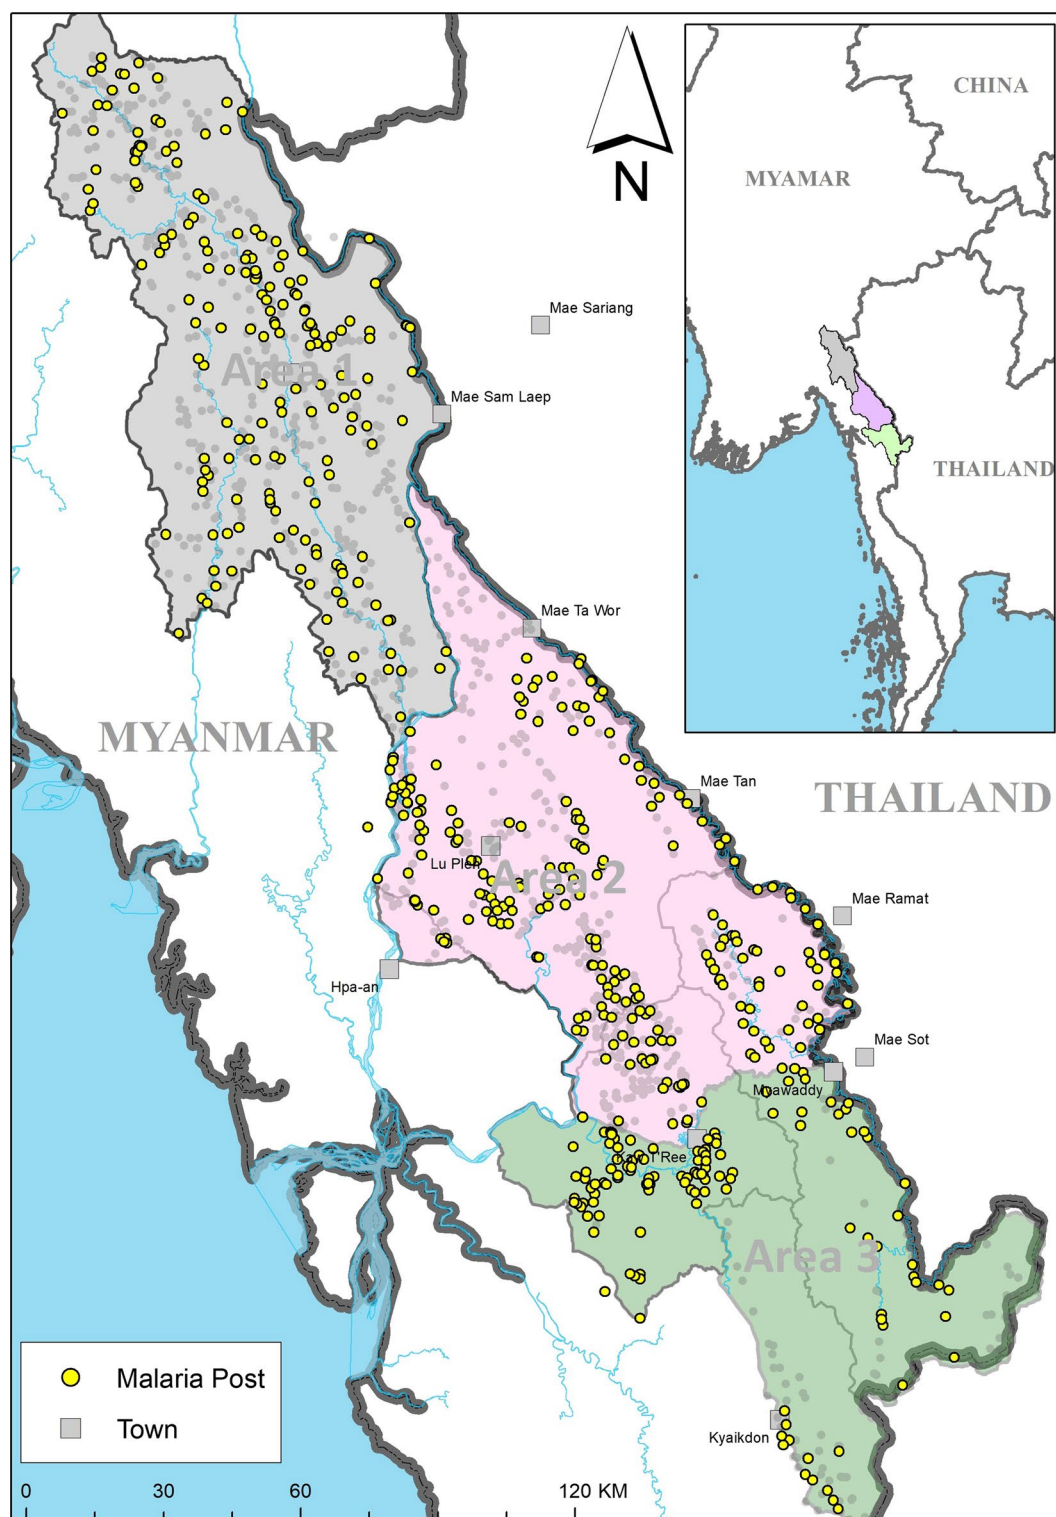 CHINA
MYAMAR
THAILAND
N
Mae Sariang
Area 1
Mae Sam Laep
Mae Ta Wor
MYANMAR
Mae Tan
THAILAND
Lu Pleh
Area 2
Mae Ramat
Hpa-an
Mae Sot
Myawaddy
Kaw T'Ree
Area 3
Malaria Post
Town
Kyaikdon
0 30 60 120 KM